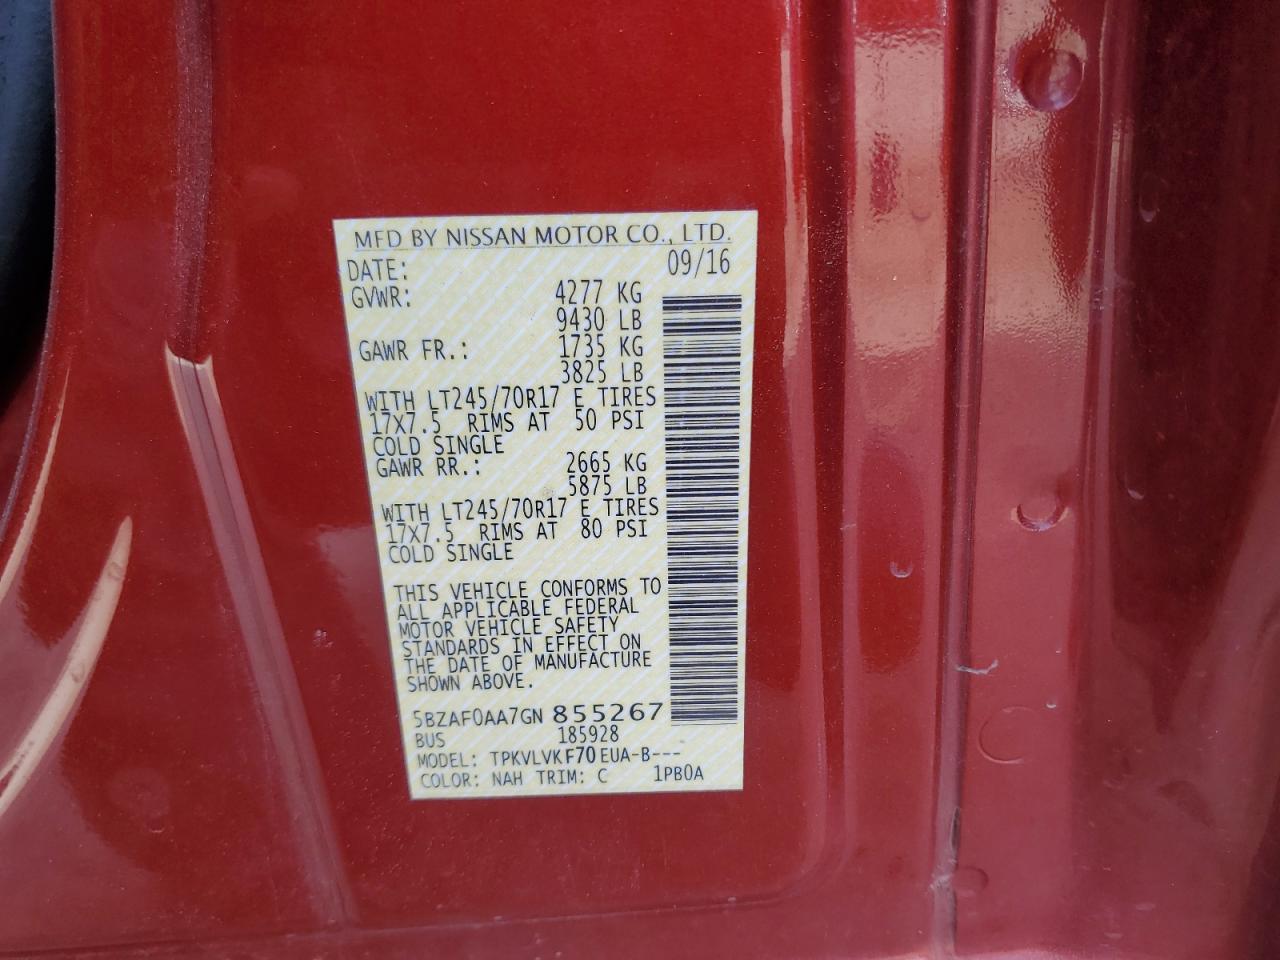 MFD BY NISSAN MOTOR CO., LTD.
DATE: 09/16
GVWR: 4277 KG
9430 LB
GAWR FR.: 1735 KG
3825 LB
WITH LT245/70R17 E TIRES
17X7.5 RIMS AT 50 PSI
COLD SINGLE
GAWR RR.: 2665 KG
5875 LB
WITH LT245/70R17 E TIRES
17X7.5 RIMS AT 80 PSI
COLD SINGLE
THIS VEHICLE CONFORMS TO
ALL APPLICABLE FEDERAL
MOTOR VEHICLE SAFETY
STANDARDS IN EFFECT ON
THE DATE OF MANUFACTURE
SHOWN ABOVE.
5BZAF0AA7GN 855267
BUS 185928
MODEL: TPKVLVKF70EUA-B---
COLOR: NAH TRIM: C 1PB0A